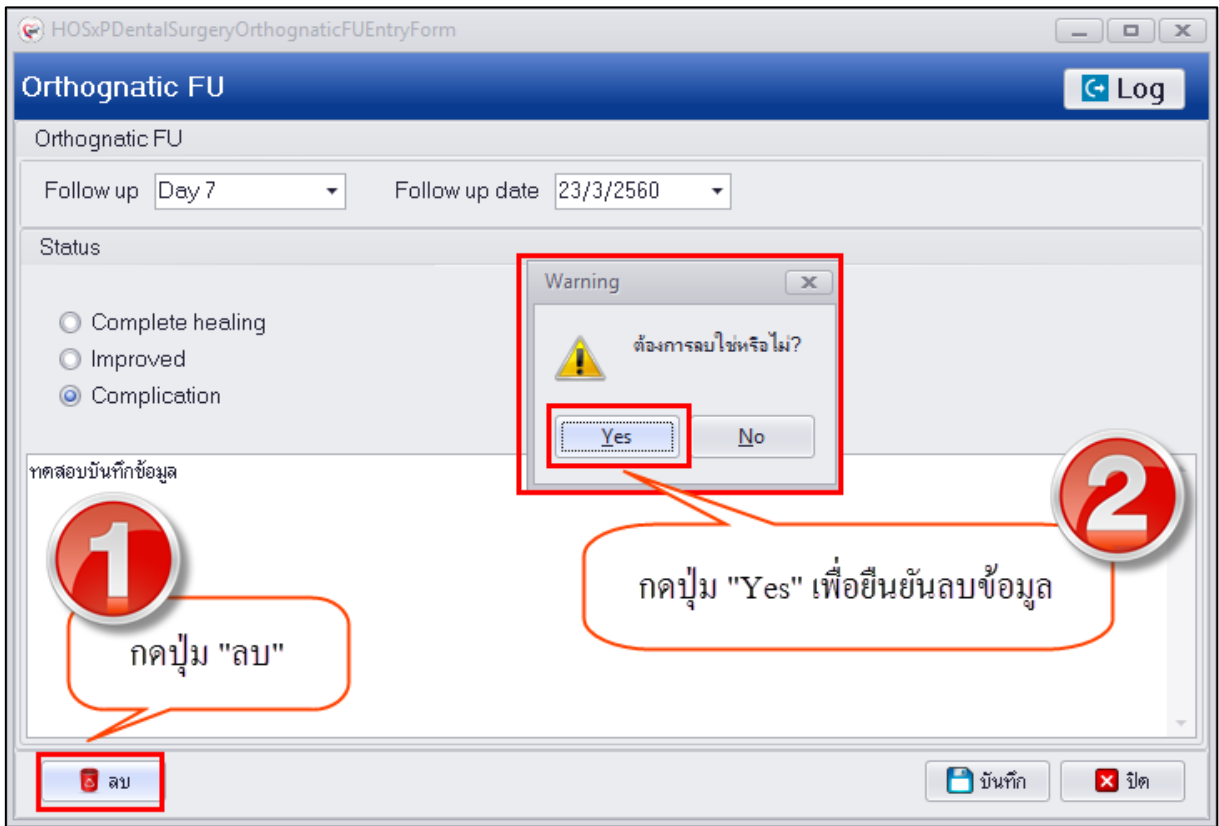 HOSxPDentalSurgeryOrthognaticFUEntryForm
Orthognatic FU
Log
Orthognatic FU
Follow up Day 7 Follow up date 23/3/2560
Status
Complete healing
Improved
Complication
Warning
ต้องการลบใช่หรือไม่?
Yes No
ทดสอบบันทึกข้อมูล
1
กดปุ่ม "ลบ"
2
กดปุ่ม "Yes" เพื่อยืนยันลบข้อมูล
ลบ
บันทึก
ปิด